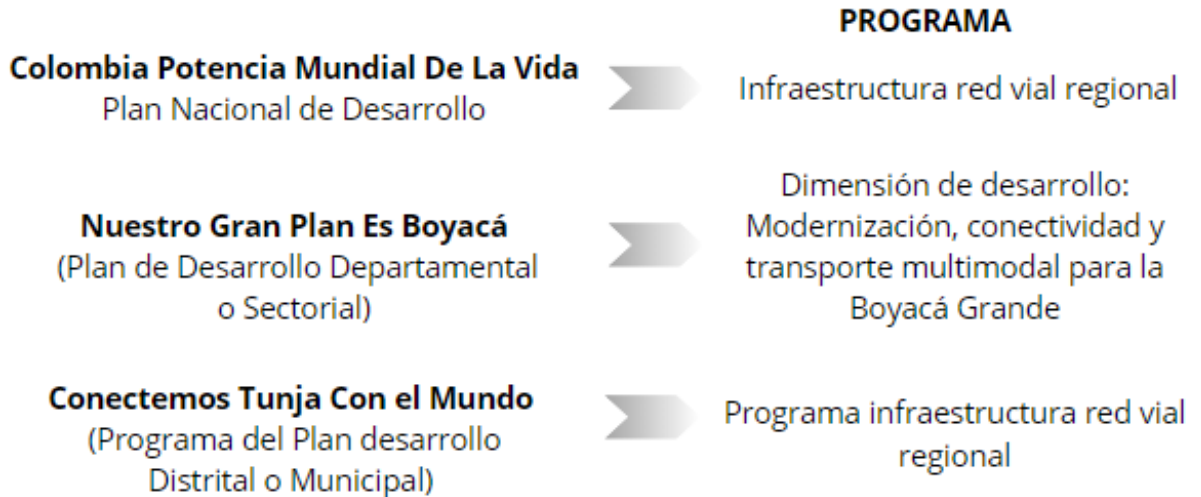 PROGRAMA
Colombia Potencia Mundial De La Vida
Plan Nacional de Desarrollo
Infraestructura red vial regional
Nuestro Gran Plan Es Boyacá
(Plan de Desarrollo Departamental
o Sectorial)
Dimensión de desarrollo:
Modernización, conectividad y
transporte multimodal para la
Boyacá Grande
Conectemos Tunja Con el Mundo
(Programa del Plan desarrollo
Distrital o Municipal)
Programa infraestructura red vial
regional